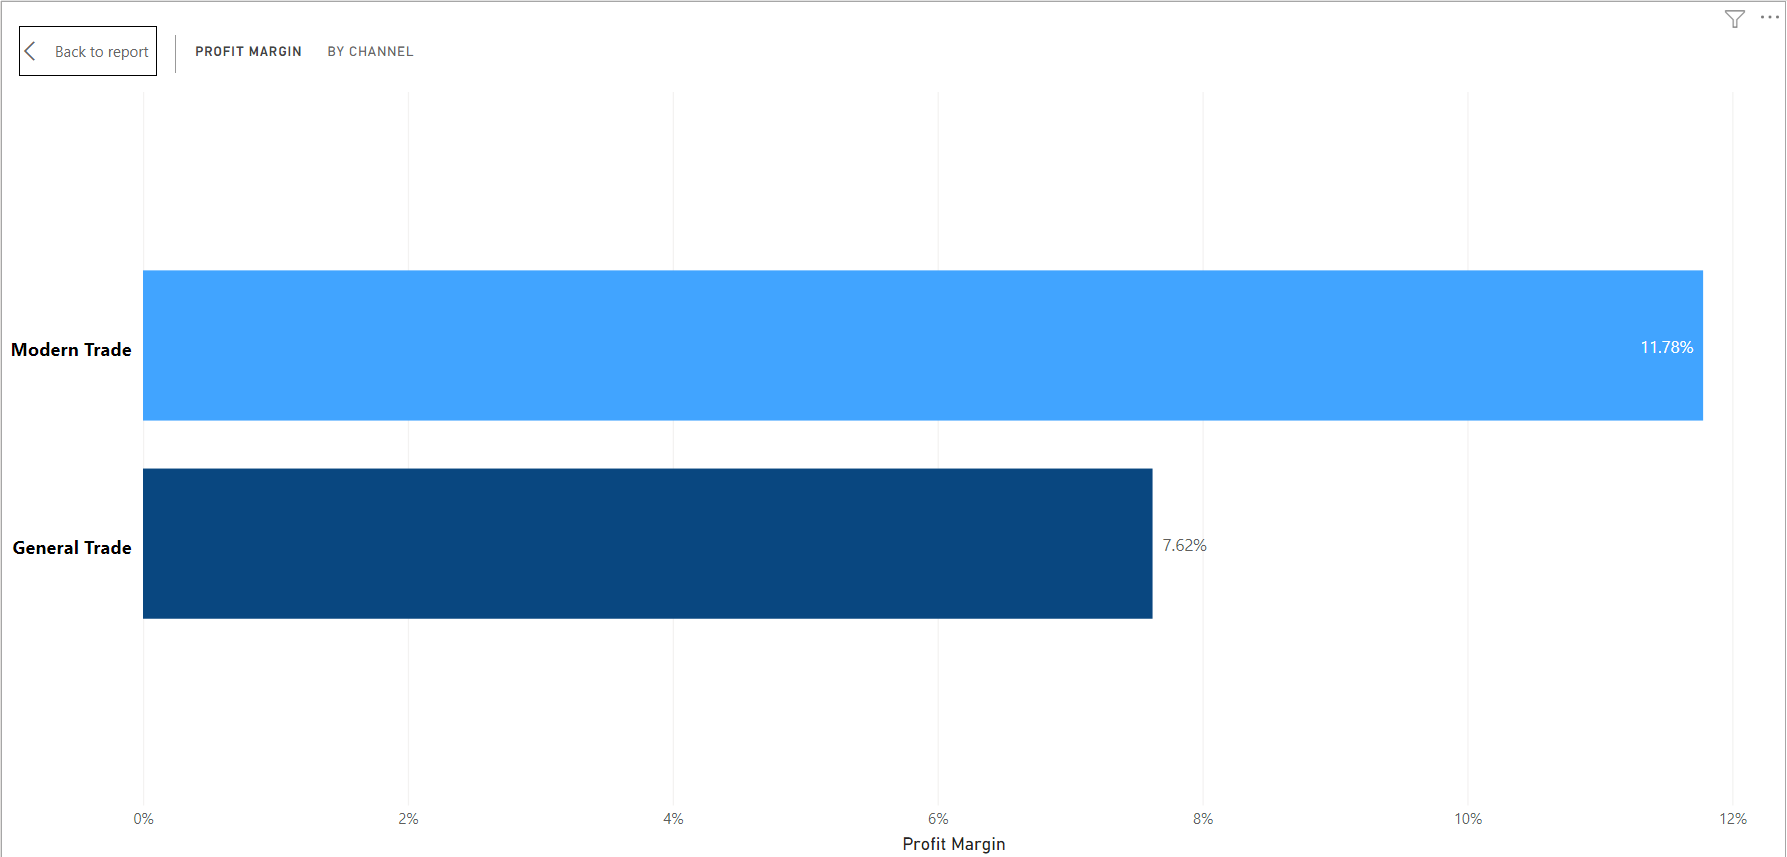 Back to report
PROFIT MARGIN BY CHANNEL
Modern Trade
11.78%
General Trade
7.62%
0% 2% 4% 6% 8% 10% 12%
Profit Margin